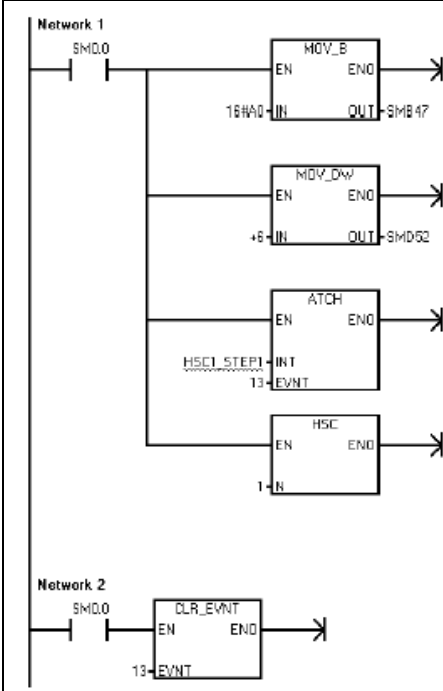 Network 1
SM0.0
MOV_B
EN ENO
16#A0 IN OUT SMB47
MOV_DW
EN ENO
+6 IN OUT SMD52
ATCH
EN ENO
HSC1_STEP1 INT
13 EVNT
HSC
EN ENO
1 N
Network 2
SM0.0
CLR_EVNT
EN ENO
13 EVNT